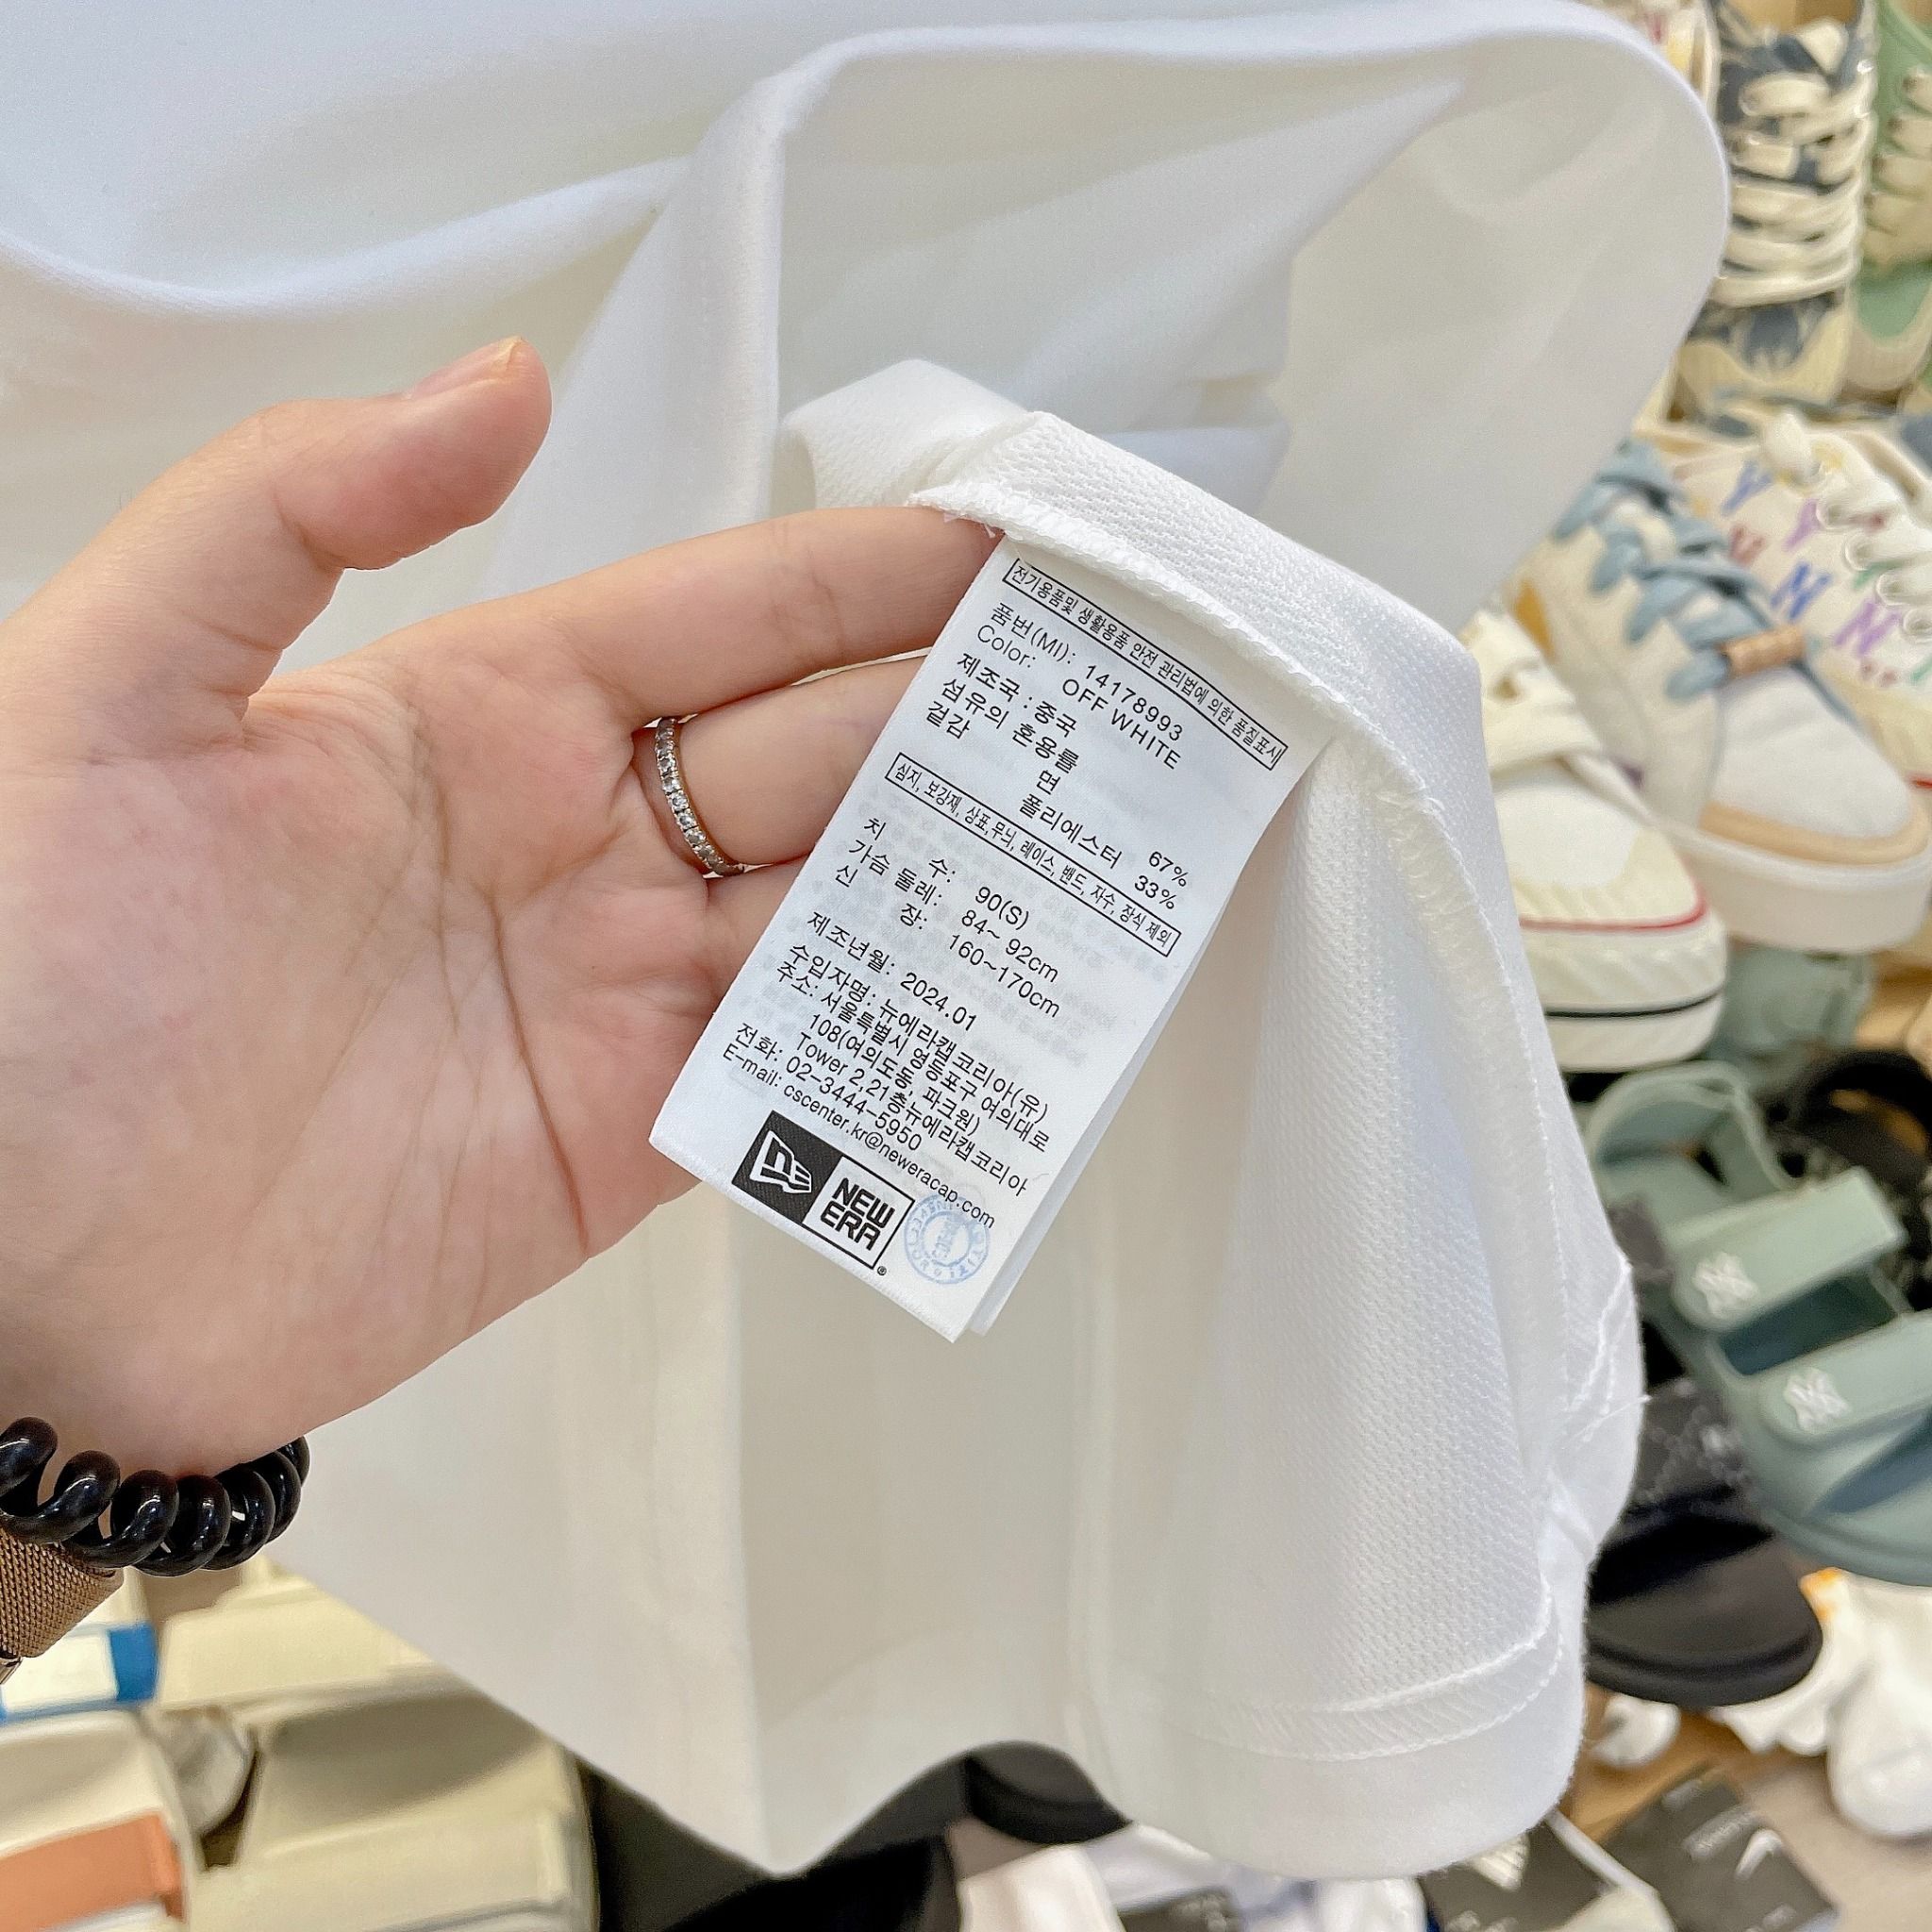 전기용품및 생활용품 안전 관리법에 의한 품질표시
품번(MI): 14178993
Color: OFF WHITE
제조국 : 중국
섬유의 혼용률
겉감
면 67%
폴리에스터 33%
심지, 보강재, 상표,무늬, 레이스, 밴드, 자수, 장식 제외
치 수: 90(S)
가슴 둘레: 84~ 92cm
신 장: 160~170cm
제조년월: 2024.01
수입자명: 뉴에라캡코리아(유)
주소: 서울특별시 영등포구 여의대로
108(여의도동, 파크원)
Tower 2,21층뉴에라캡코리아
전화: 02-3444-5950
E-mail: cscenter.kr@neweracap.com
NEW
ERA